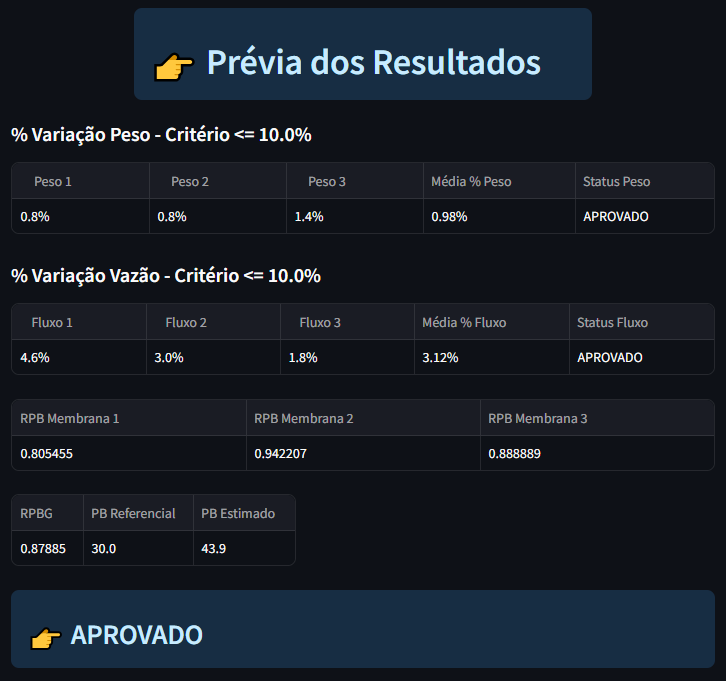 👉 Prévia dos Resultados
% Variação Peso - Critério <= 10.0%
Peso 1 Peso 2 Peso 3 Média % Peso Status Peso
0.8% 0.8% 1.4% 0.98% APROVADO
% Variação Vazão - Critério <= 10.0%
Fluxo 1 Fluxo 2 Fluxo 3 Média % Fluxo Status Fluxo
4.6% 3.0% 1.8% 3.12% APROVADO
RPB Membrana 1 RPB Membrana 2 RPB Membrana 3
0.805455 0.942207 0.888889
RPBG PB Referencial PB Estimado
0.87885 30.0 43.9
👉 APROVADO